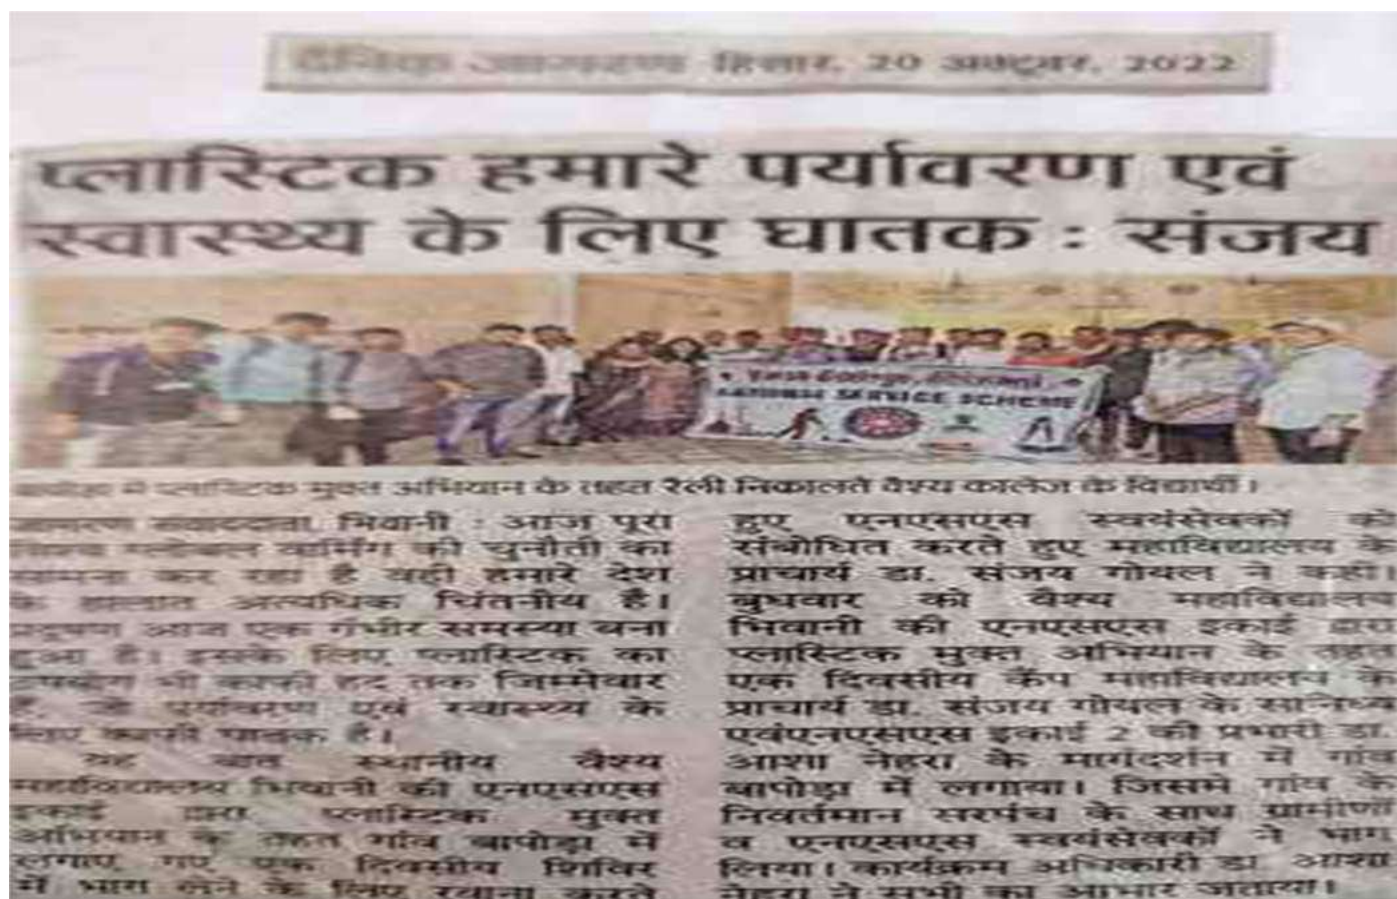 दैनिक जागरण हिसार, 20 अक्टूबर, 2022
प्लास्टिक हमारे पर्यावरण एवं
स्वास्थ्य के लिए घातक : संजय
NATIONAL SERVICE SCHEME
बापोड़ा में प्लास्टिक मुक्त अभियान के तहत रैली निकालते वैश्य कालेज के विद्यार्थी।
जागरण संवाददाता, भिवानी : आज पूरा
विश्व ग्लोबल वार्मिंग की चुनौती का
सामना कर रहा है वही हमारे देश
के हालात अत्यधिक चिंतनीय है।
प्रदूषण आज एक गंभीर समस्या बना
हुआ है। इसके लिए प्लास्टिक का
उपयोग भी काफी हद तक जिम्मेवार
है, जो पर्यावरण एवं स्वास्थ्य के
लिए काफी घातक है।
यह बात स्थानीय वैश्य
महाविद्यालय भिवानी की एनएसएस
इकाई द्वारा प्लास्टिक मुक्त
अभियान के तहत गांव बापोड़ा में
लगाए गए एक दिवसीय शिविर
में भाग लेने के लिए रवाना करते
हुए एनएसएस स्वयंसेवकों को
संबोधित करते हुए महाविद्यालय के
प्राचार्य डा. संजय गोयल ने कही।
बुधवार को वैश्य महाविद्यालय
भिवानी की एनएसएस इकाई द्वारा
प्लास्टिक मुक्त अभियान के तहत
एक दिवसीय कैंप महाविद्यालय के
प्राचार्य डा. संजय गोयल के सानिध्य
एवंएनएसएस इकाई 2 की प्रभारी डा.
आशा नेहरा के मार्गदर्शन में गांव
बापोड़ा में लगाया। जिसमे गांव के
निवर्तमान सरपंच के साथ ग्रामीणों
व एनएसएस स्वयंसेवकों ने भाग
लिया। कार्यक्रम अधिकारी डा. आशा
नेहरा ने सभी का आभार जताया।